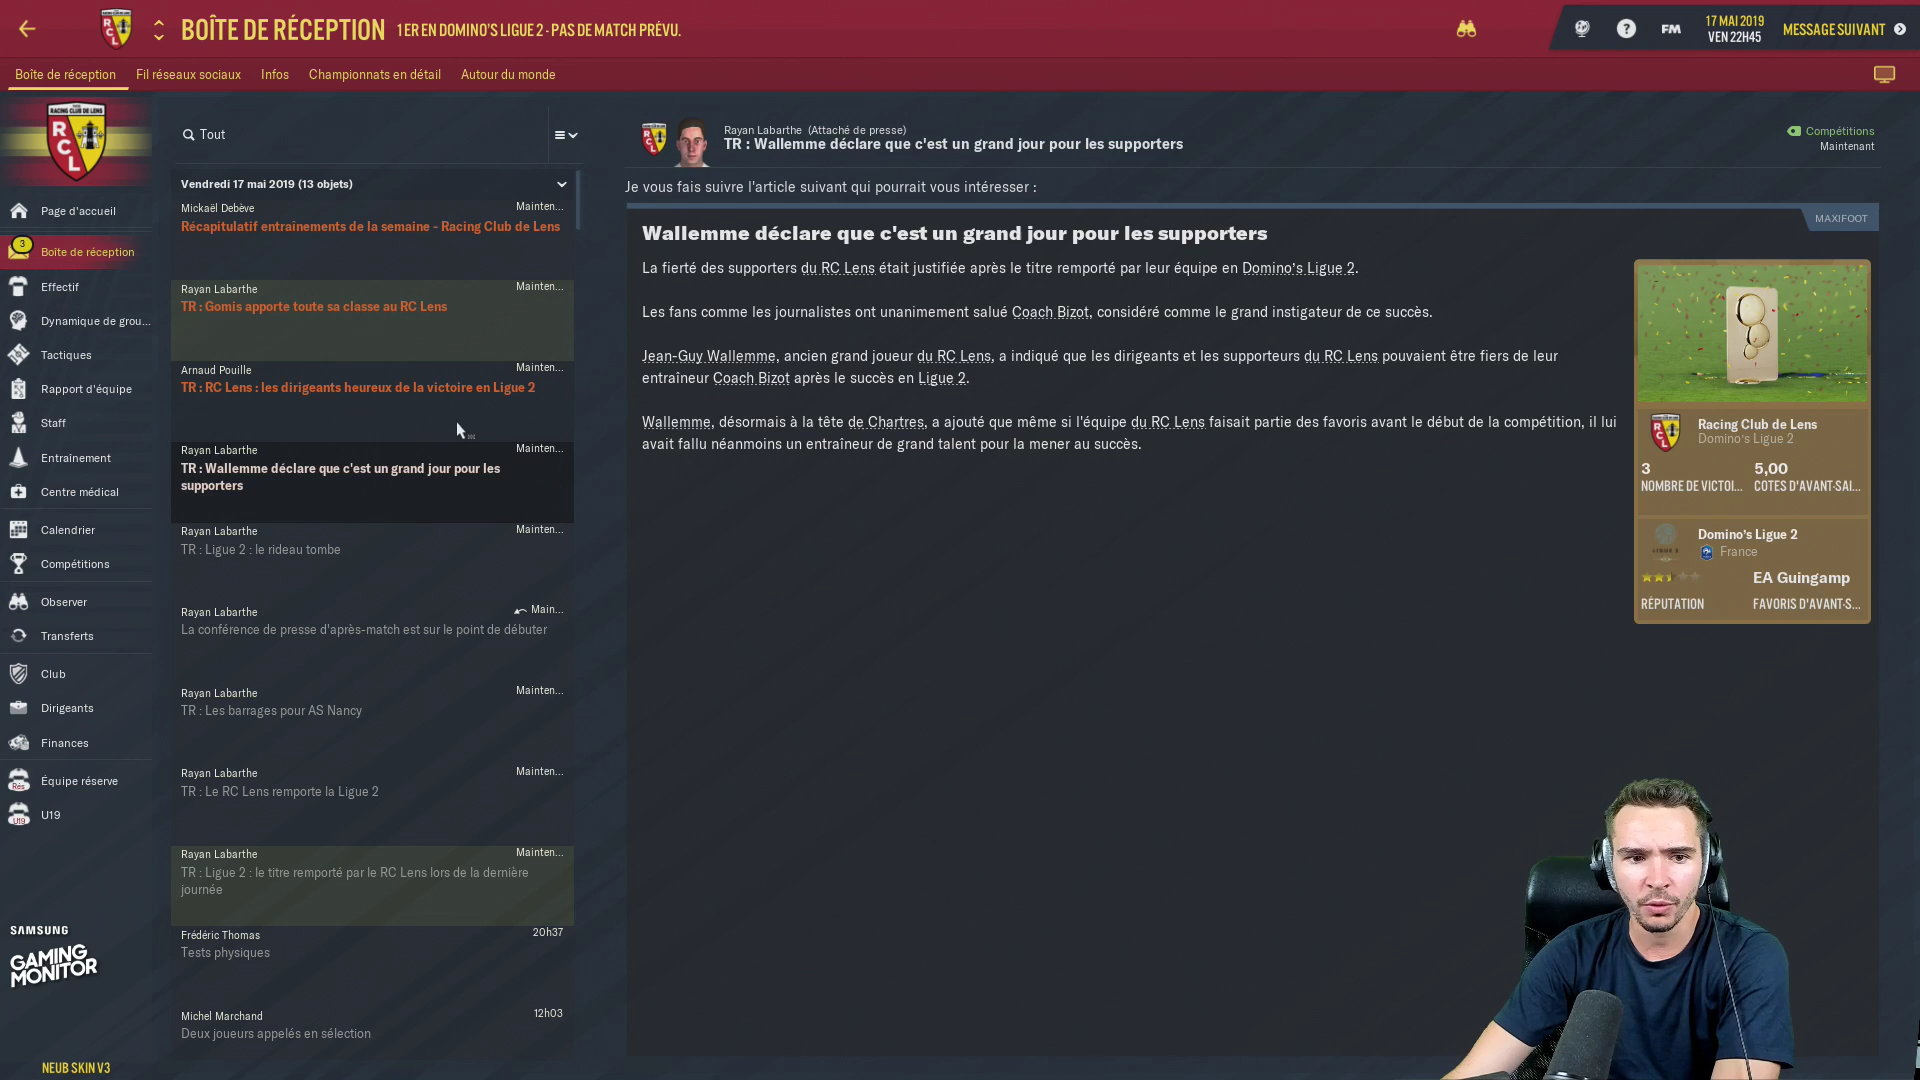 BOÎTE DE RÉCEPTION
1ER EN DOMINO'S LIGUE 2 - PAS DE MATCH PRÉVU.
FM
17 MAI 2019
VEN 22H45
MESSAGE SUIVANT
Boîte de réception
Fil réseaux sociaux
Infos
Championnats en détail
Autour du monde
RACING CLUB DE LENS
RCL
Page d'accueil
3
Boîte de réception
Effectif
Dynamique de grou...
Tactiques
Rapport d'équipe
Staff
Entraînement
Centre médical
Calendrier
Compétitions
Observer
Transferts
Club
Dirigeants
Finances
Rés
Équipe réserve
U19
U19
SAMSUNG
GAMING
MONITOR
NEUB SKIN V3
Tout
Vendredi 17 mai 2019 (13 objets)
Mickaël Debève
Mainten...
Récapitulatif entraînements de la semaine - Racing Club de Lens
Rayan Labarthe
Mainten...
TR : Gomis apporte toute sa classe au RC Lens
Arnaud Pouille
Mainten...
TR : RC Lens : les dirigeants heureux de la victoire en Ligue 2
Rayan Labarthe
Mainten...
TR : Wallemme déclare que c'est un grand jour pour les
supporters
Rayan Labarthe
Mainten...
TR : Ligue 2 : le rideau tombe
Rayan Labarthe
Main...
La conférence de presse d'après-match est sur le point de débuter
Rayan Labarthe
Mainten...
TR : Les barrages pour AS Nancy
Rayan Labarthe
Mainten...
TR : Le RC Lens remporte la Ligue 2
Rayan Labarthe
Mainten...
TR : Ligue 2 : le titre remporté par le RC Lens lors de la dernière
journée
Frédéric Thomas
20h37
Tests physiques
Michel Marchand
12h03
Deux joueurs appelés en sélection
Rayan Labarthe (Attaché de presse)
TR : Wallemme déclare que c'est un grand jour pour les supporters
Compétitions
Maintenant
Je vous fais suivre l'article suivant qui pourrait vous intéresser :
MAXIFOOT
Wallemme déclare que c'est un grand jour pour les supporters
La fierté des supporters du RC Lens était justifiée après le titre remporté par leur équipe en Domino's Ligue 2.
Les fans comme les journalistes ont unanimement salué Coach Bizot, considéré comme le grand instigateur de ce succès.
Jean-Guy Wallemme, ancien grand joueur du RC Lens, a indiqué que les dirigeants et les supporters du RC Lens pouvaient être fiers de leur
entraîneur Coach Bizot après le succès en Ligue 2.
Wallemme, désormais à la tête de Chartres, a ajouté que même si l'équipe du RC Lens faisait partie des favoris avant le début de la compétition, il lui
avait fallu néanmoins un entraîneur de grand talent pour la mener au succès.
Racing Club de Lens
Domino's Ligue 2
3
5,00
NOMBRE DE VICTOI...
COTES D'AVANT-SAI...
Domino's Ligue 2
France
EA Guingamp
RÉPUTATION
FAVORIS D'AVANT-S...